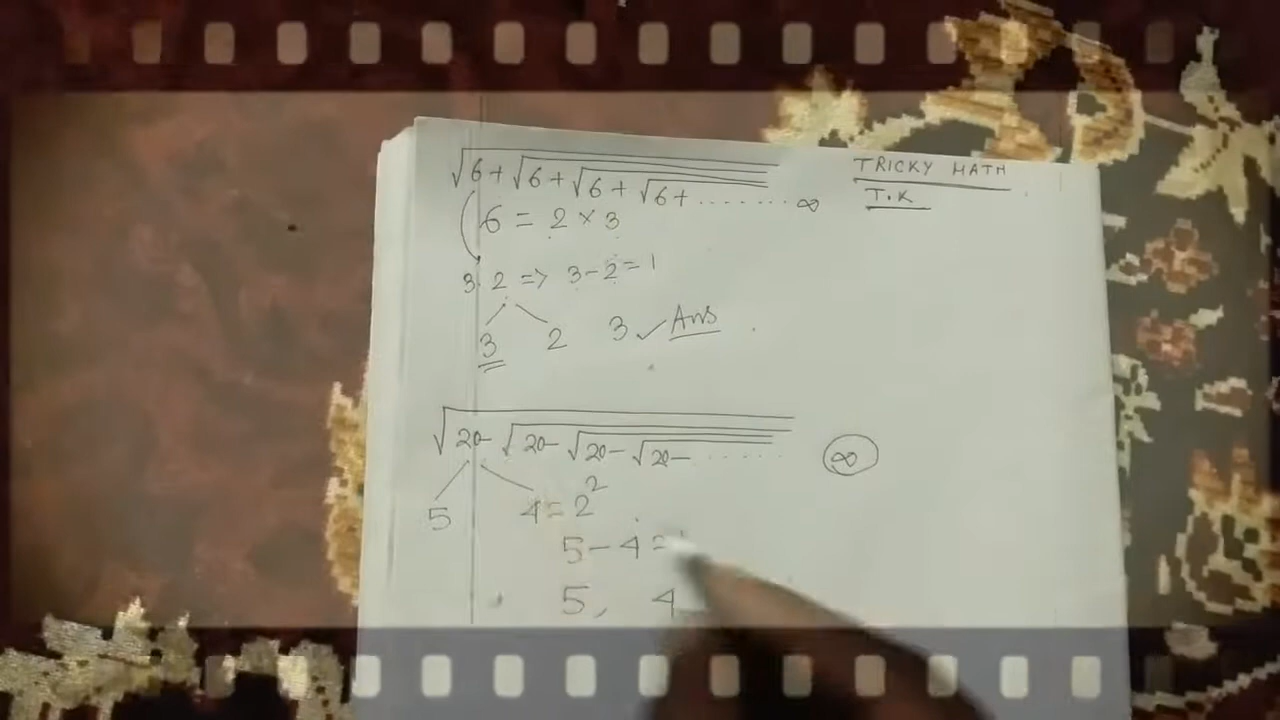 √6+√6+√6+√6+........∞
TRICKY MATH
T.K
6 = 2 × 3
3 2 => 3-2=1
3 2 3 ✓ Ans
√20-√20-√20-√20-...... ∞
5 4=2²
5-4=1
5, 4